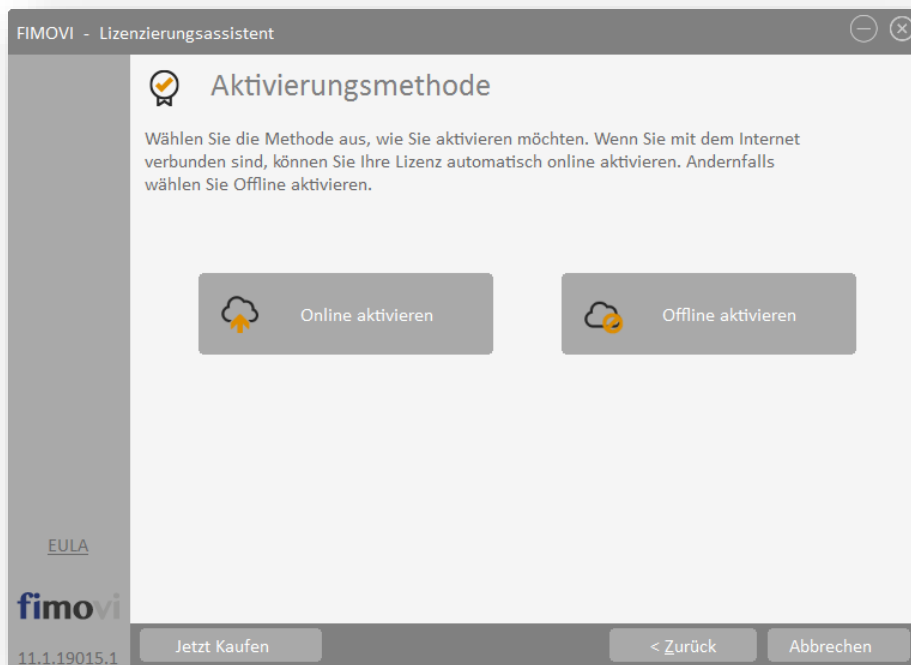 FIMOVI - Lizenzierungsassistent
Aktivierungsmethode
Wählen Sie die Methode aus, wie Sie aktivieren möchten. Wenn Sie mit dem Internet
verbunden sind, können Sie Ihre Lizenz automatisch online aktivieren. Andernfalls
wählen Sie Offline aktivieren.
Online aktivieren
Offline aktivieren
EULA
fimovi
11.1.19015.1
Jetzt Kaufen
< Zurück
Abbrechen